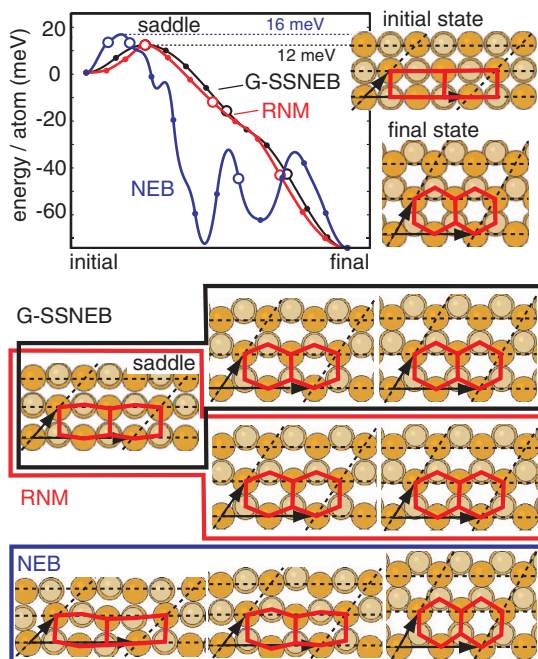 saddle
16 meV
12 meV
G-SSNEB
RNM
NEB
energy / atom (meV)
20
0
-20
-40
-60
initial
final
initial state
final state
G-SSNEB
saddle
RNM
NEB